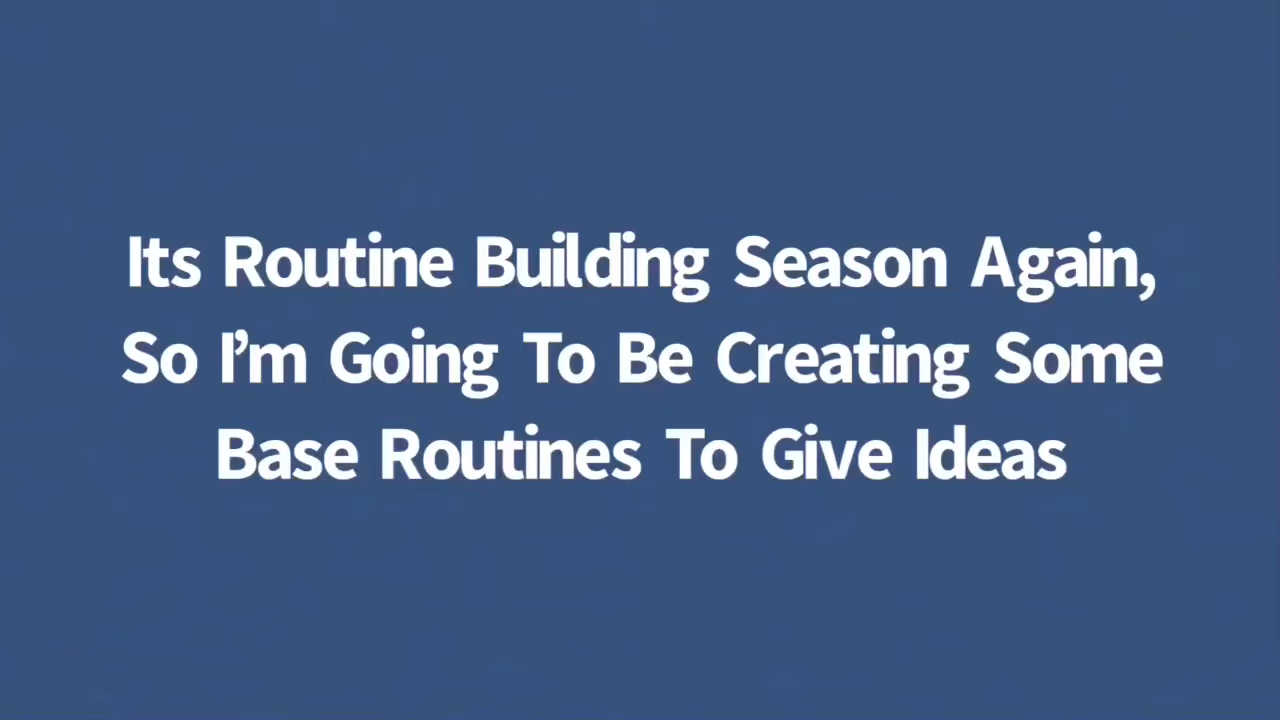 Its Routine Building Season Again,
So I’m Going To Be Creating Some
Base Routines To Give Ideas